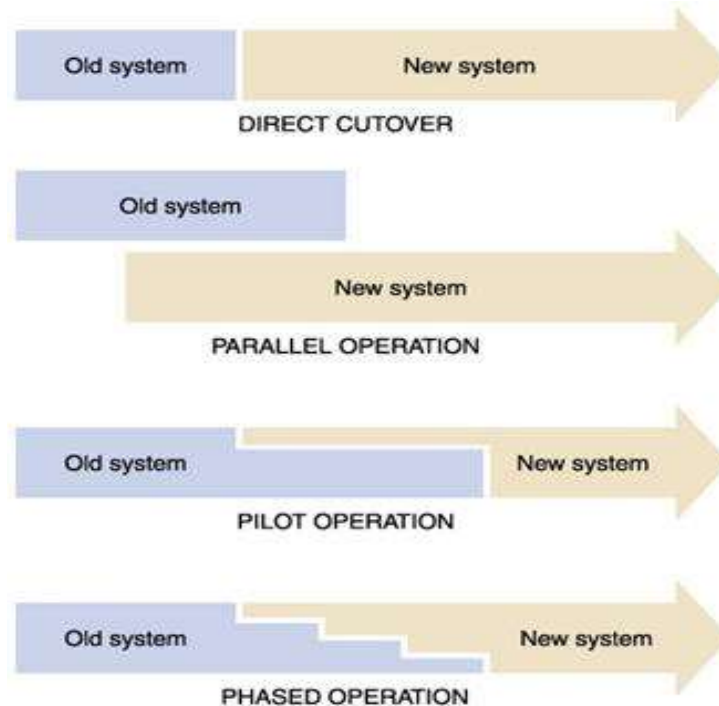 Old system New system
DIRECT CUTOVER
Old system
New system
PARALLEL OPERATION
Old system New system
PILOT OPERATION
Old system New system
PHASED OPERATION